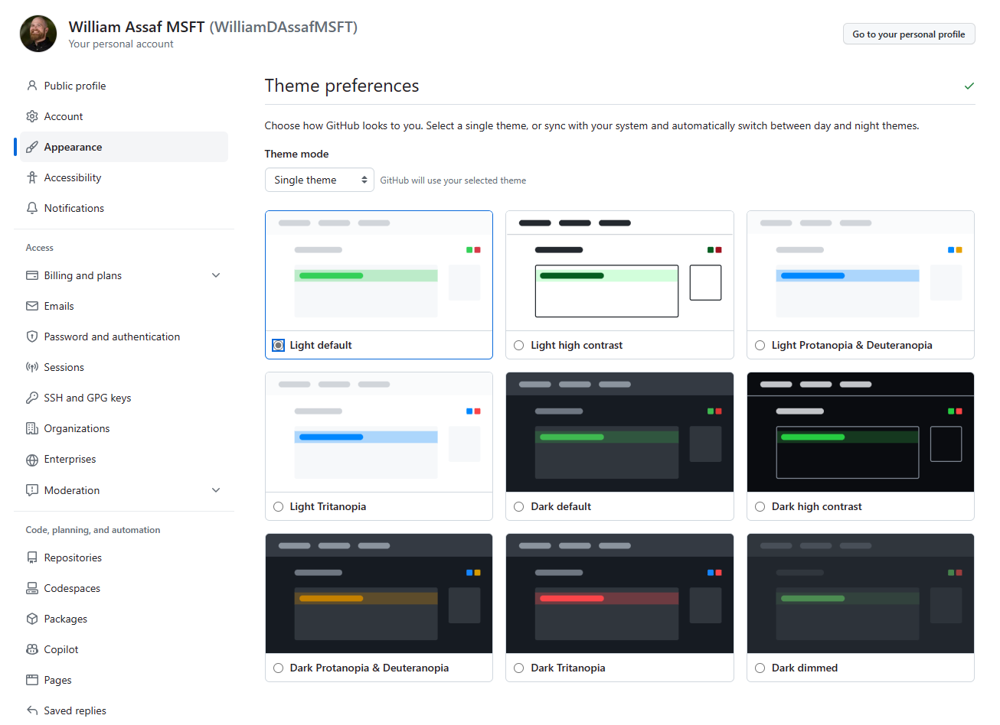 William Assaf MSFT (WilliamDAssafMSFT)
Your personal account
Go to your personal profile
Public profile
Account
Appearance
Accessibility
Notifications
Access
Billing and plans
Emails
Password and authentication
Sessions
SSH and GPG keys
Organizations
Enterprises
Moderation
Code, planning, and automation
Repositories
Codespaces
Packages
Copilot
Pages
Saved replies
Theme preferences
Choose how GitHub looks to you. Select a single theme, or sync with your system and automatically switch between day and night themes.
Theme mode
Single theme
GitHub will use your selected theme
Light default
Light high contrast
Light Protanopia & Deuteranopia
Light Tritanopia
Dark default
Dark high contrast
Dark Protanopia & Deuteranopia
Dark Tritanopia
Dark dimmed